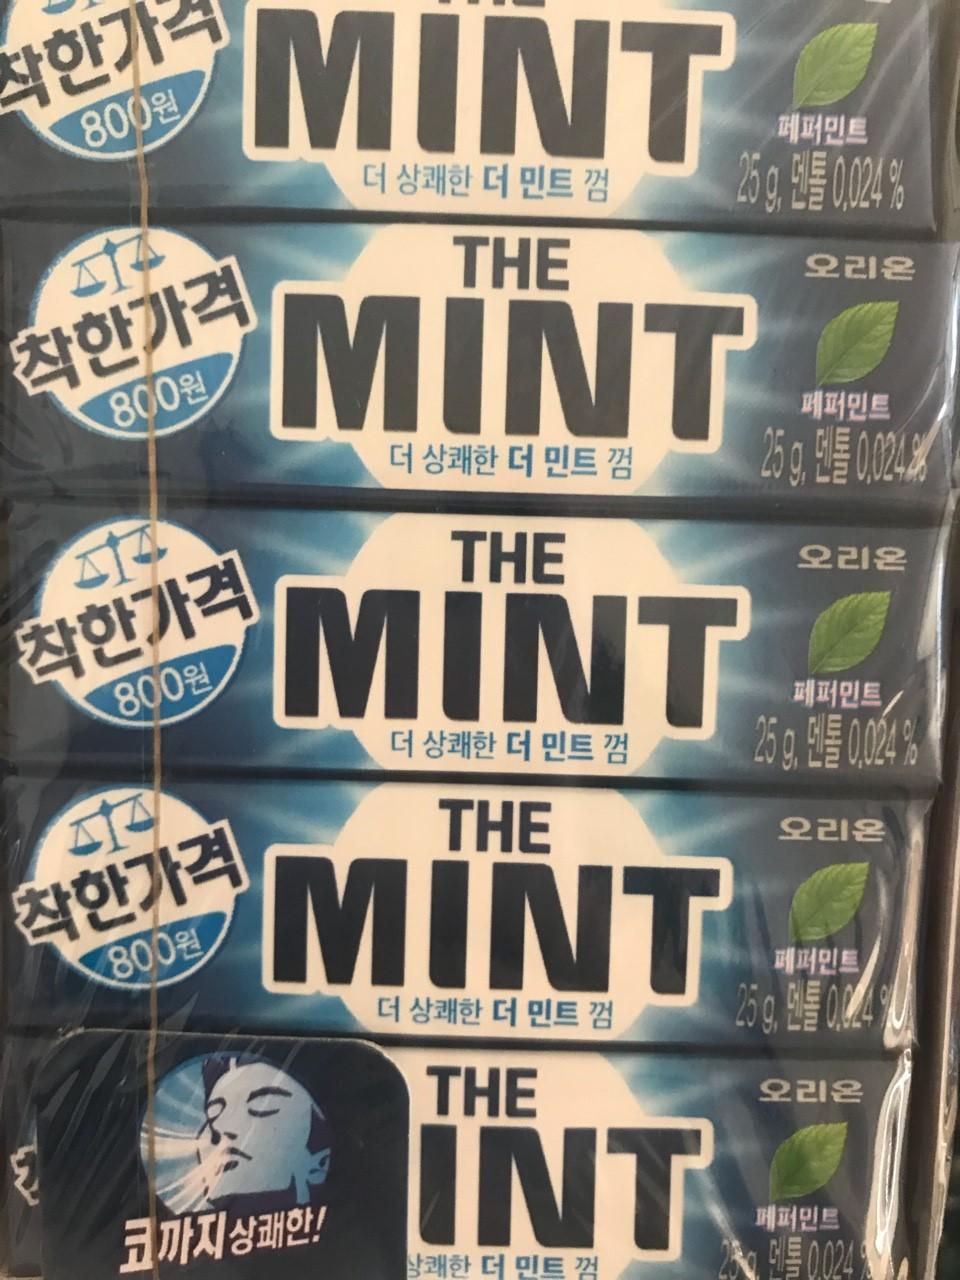 THE
MINT
착한가격
800원
페퍼민트
더 상쾌한 더 민트 껌
25 g, 멘톨 0,024 %
THE
오리온
MINT
착한가격
800원
페퍼민트
더 상쾌한 더 민트 껌
25 g, 멘톨 0,024 %
THE
오리온
MINT
착한가격
800원
페퍼민트
더 상쾌한 더 민트 껌
25 g, 멘톨 0,024 %
THE
오리온
MINT
착한가격
800원
페퍼민트
더 상쾌한 더 민트 껌
25 g, 멘톨 0,024 %
THE
오리온
INT
페퍼민트
코까지 상쾌한!
상쾌한 더 민트 껌
25 g, 멘톨 0,024 %